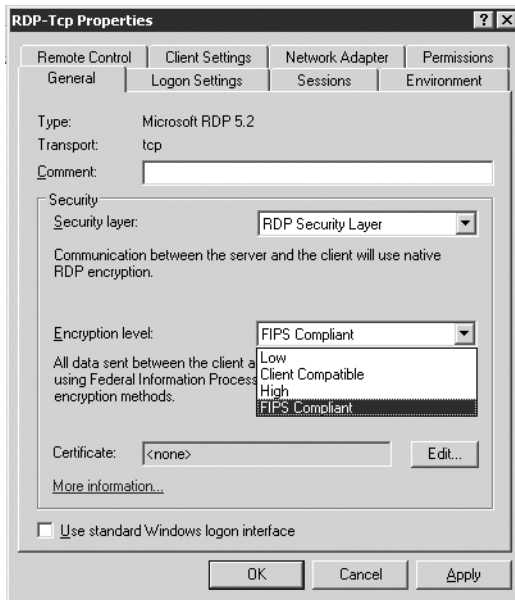 RDP-Tcp Properties
Remote Control Client Settings Network Adapter Permissions
General Logon Settings Sessions Environment
Type: Microsoft RDP 5.2
Transport: tcp
Comment:
Security
Security layer: RDP Security Layer
Communication between the server and the client will use native
RDP encryption.
Encryption level: FIPS Compliant
All data sent between the client a
using Federal Information Process
encryption methods.
Low
Client Compatible
High
FIPS Compliant
Certificate: <none> Edit...
More information...
Use standard Windows logon interface
OK Cancel Apply